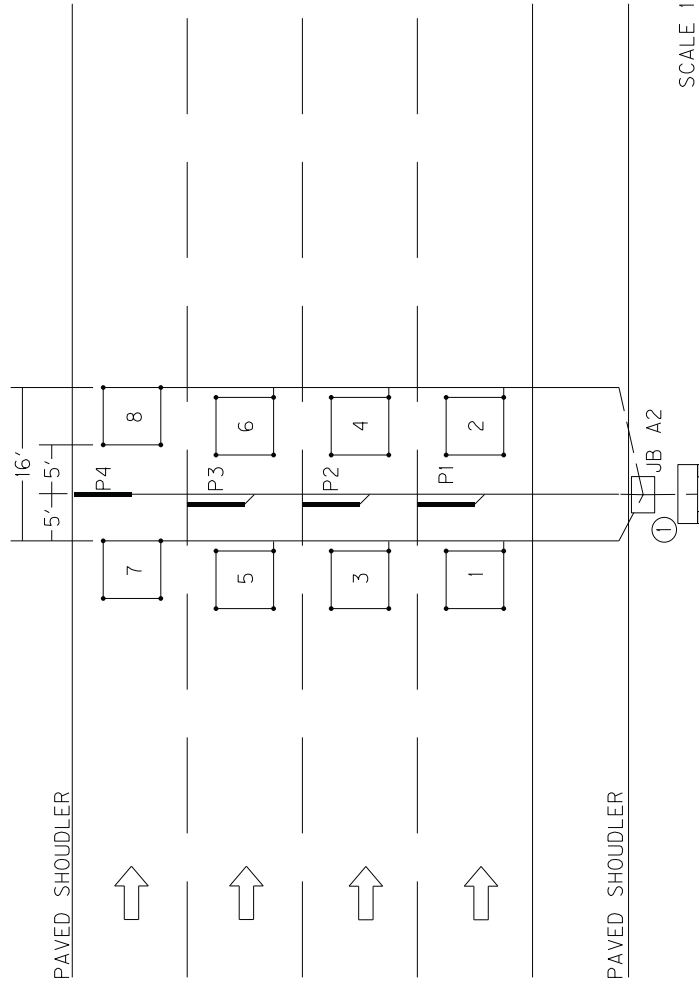 16′
5′ 5′
PAVED SHOUDLER
P4
7
8
P3
5
6
P2
3
4
P1
1
2
PAVED SHOUDLER
JB A2
1
SCALE 1